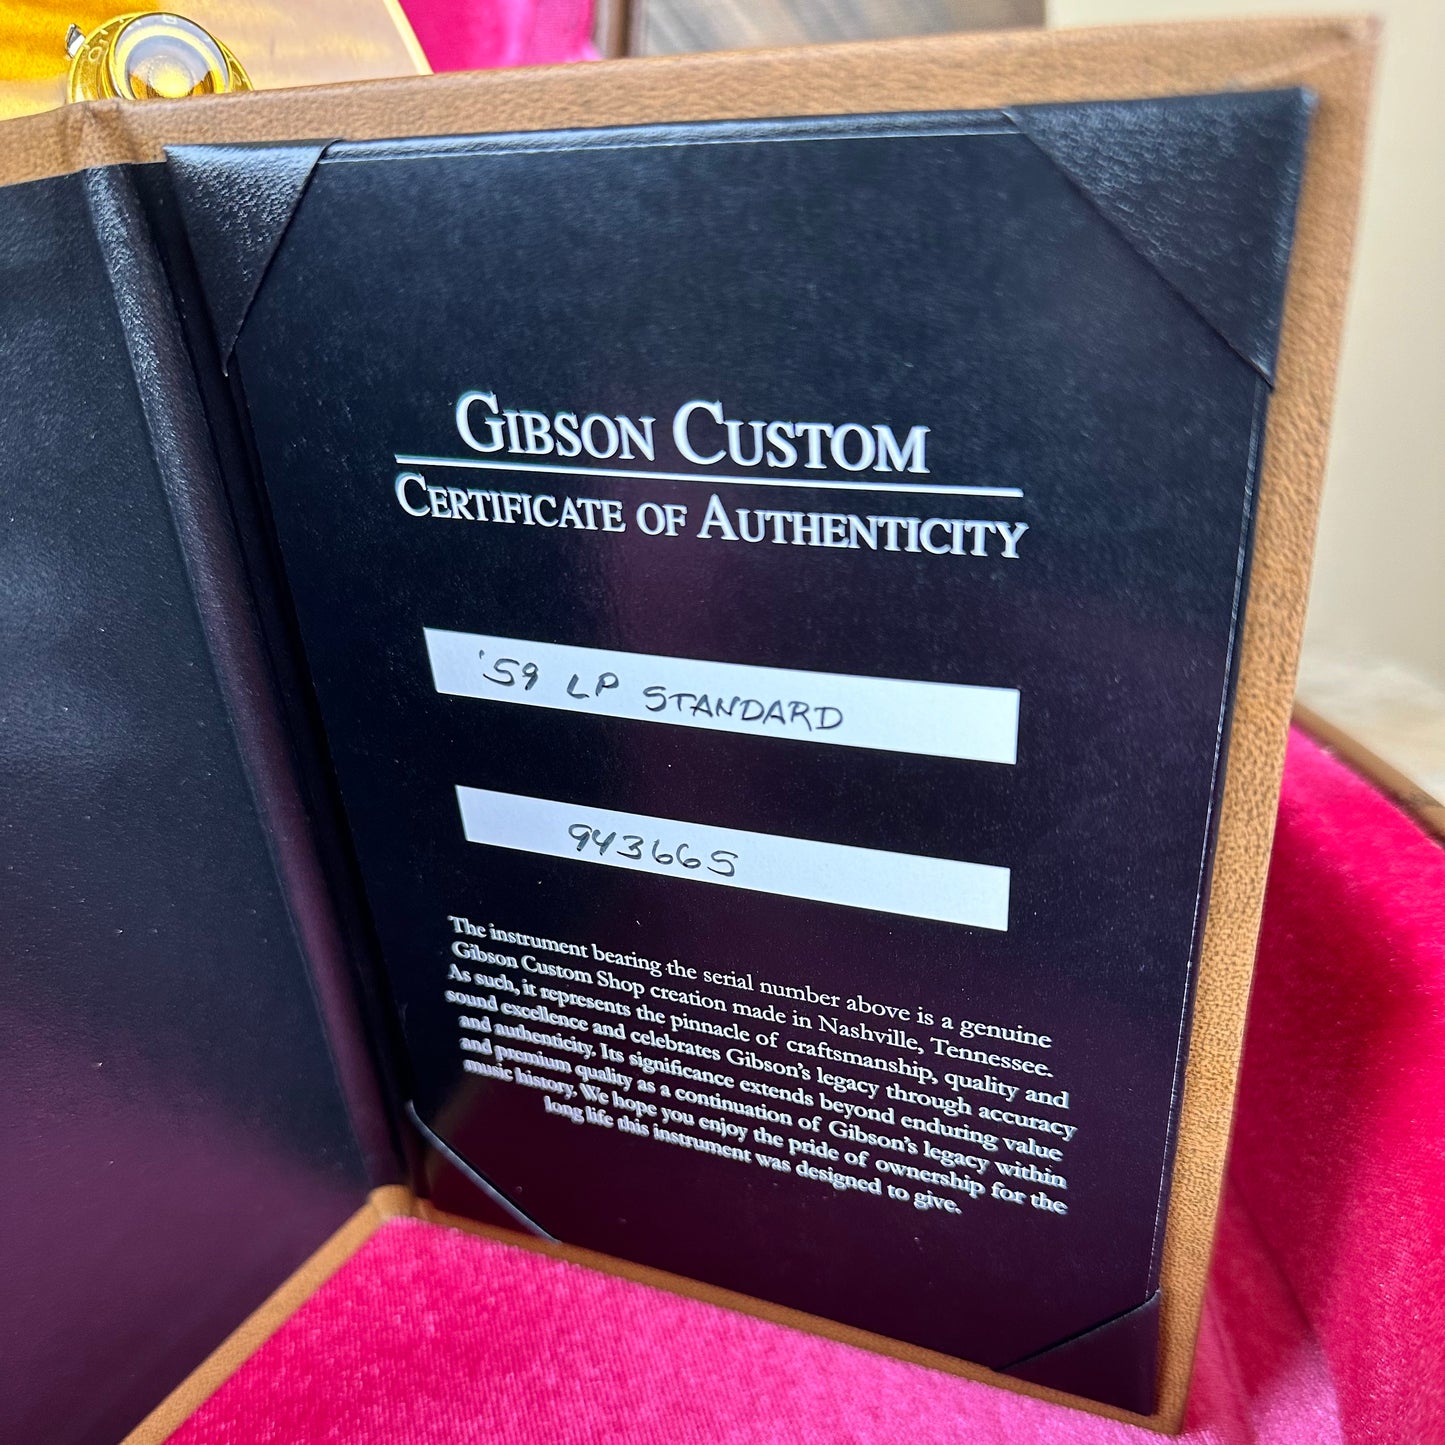 GIBSON CUSTOM
CERTIFICATE OF AUTHENTICITY
'59 LP STANDARD
943665
The instrument bearing the serial number above is a genuine
Gibson Custom Shop creation made in Nashville, Tennessee.
As such, it represents the pinnacle of craftsmanship, quality and
sound excellence and celebrates Gibson's legacy through accuracy
and authenticity. Its significance extends beyond enduring value
and premium quality as a continuation of Gibson's legacy within
music history. We hope you enjoy the pride of ownership for the
long life this instrument was designed to give.